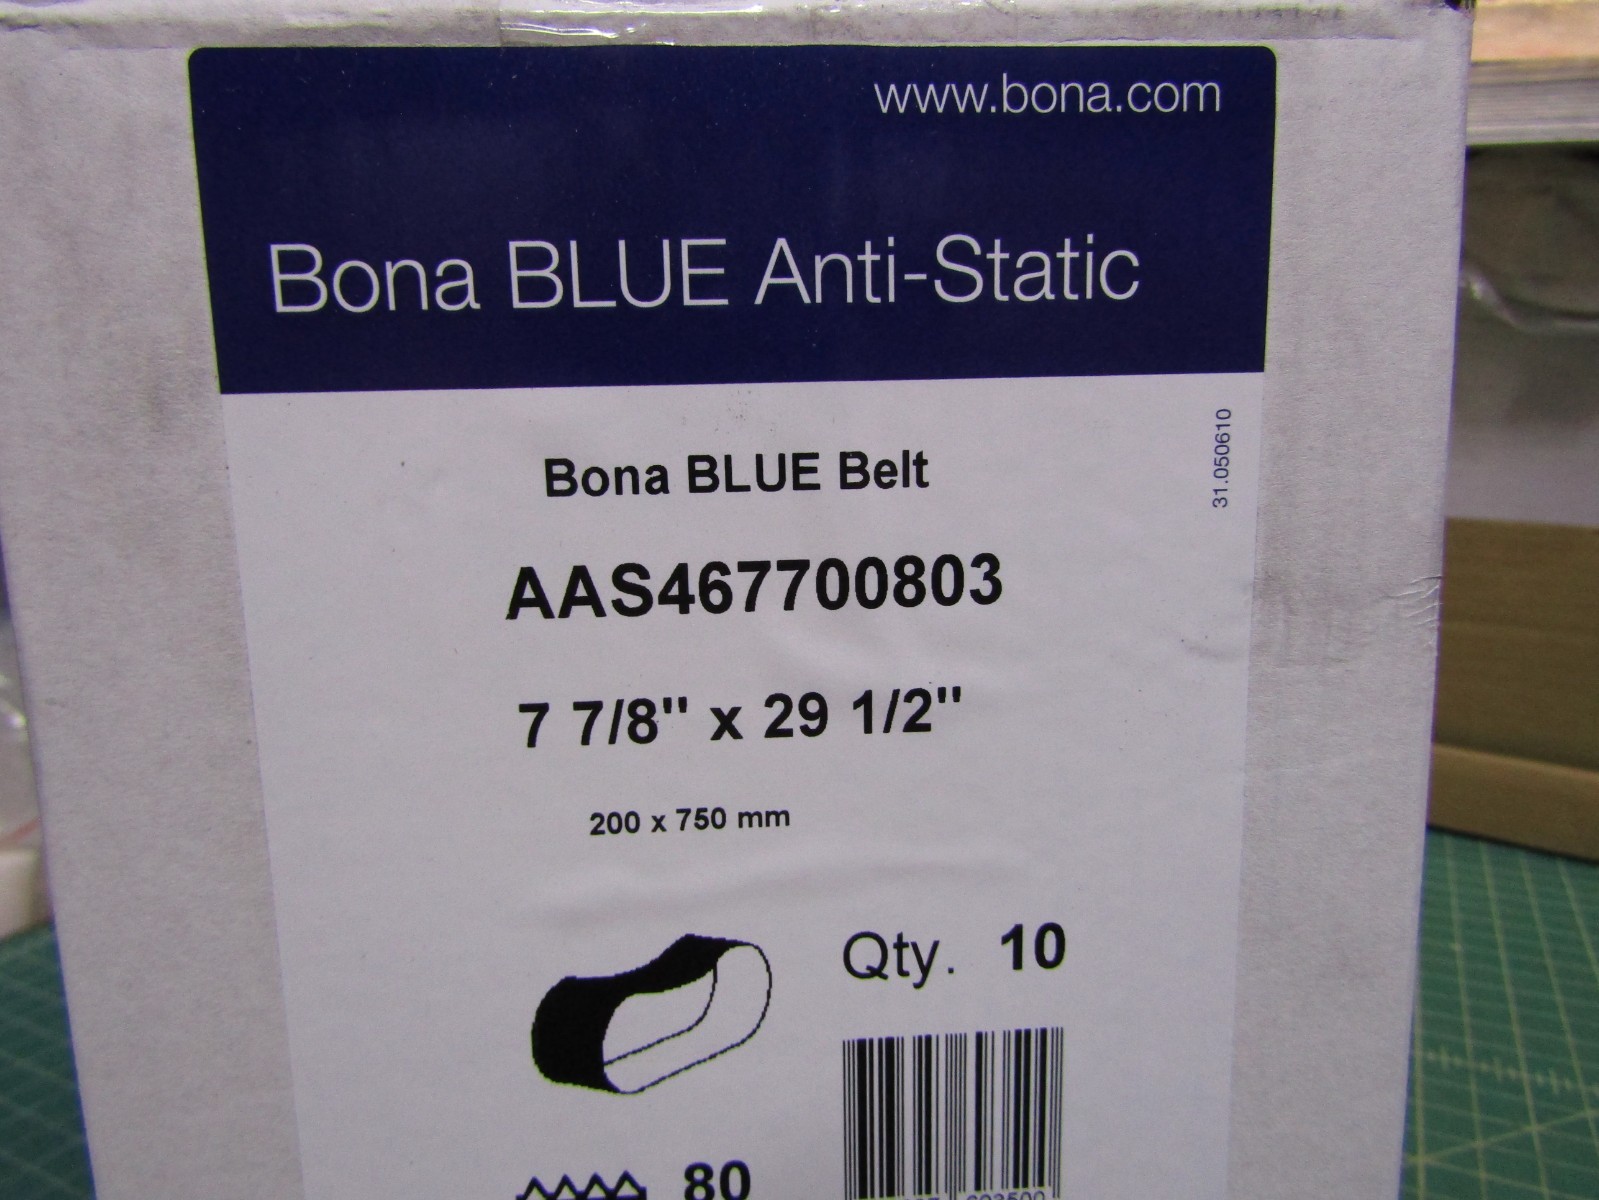 www.bona.com
Bona BLUE Anti-Static
31.050610
Bona BLUE Belt
AAS467700803
7 7/8" x 29 1/2"
200 x 750 mm
Qty. 10
80